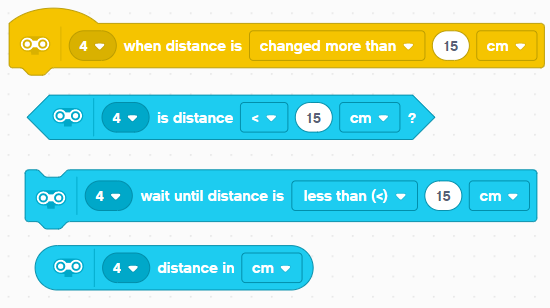 4 when distance is changed more than 15 cm
4 is distance < 15 cm ?
4 wait until distance is less than (<) 15 cm
4 distance in cm